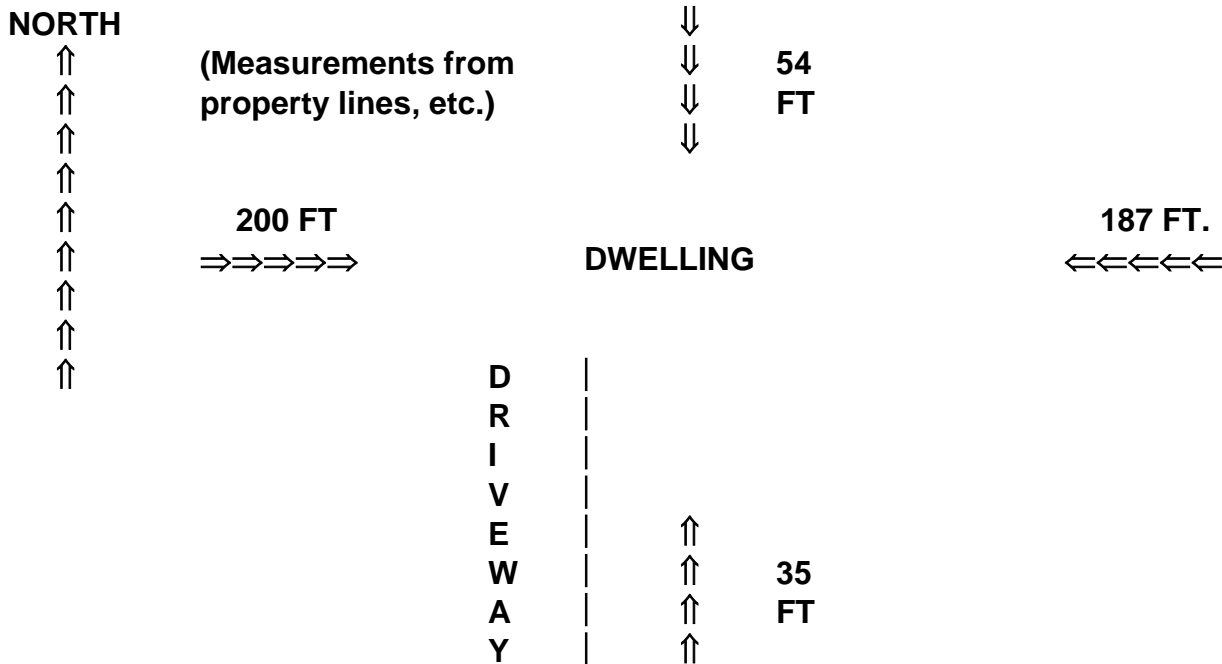 NORTH
(Measurements from
property lines, etc.)
54
FT
200 FT
187 FT.
DWELLING
D
R
I
V
E
W
A
Y
35
FT